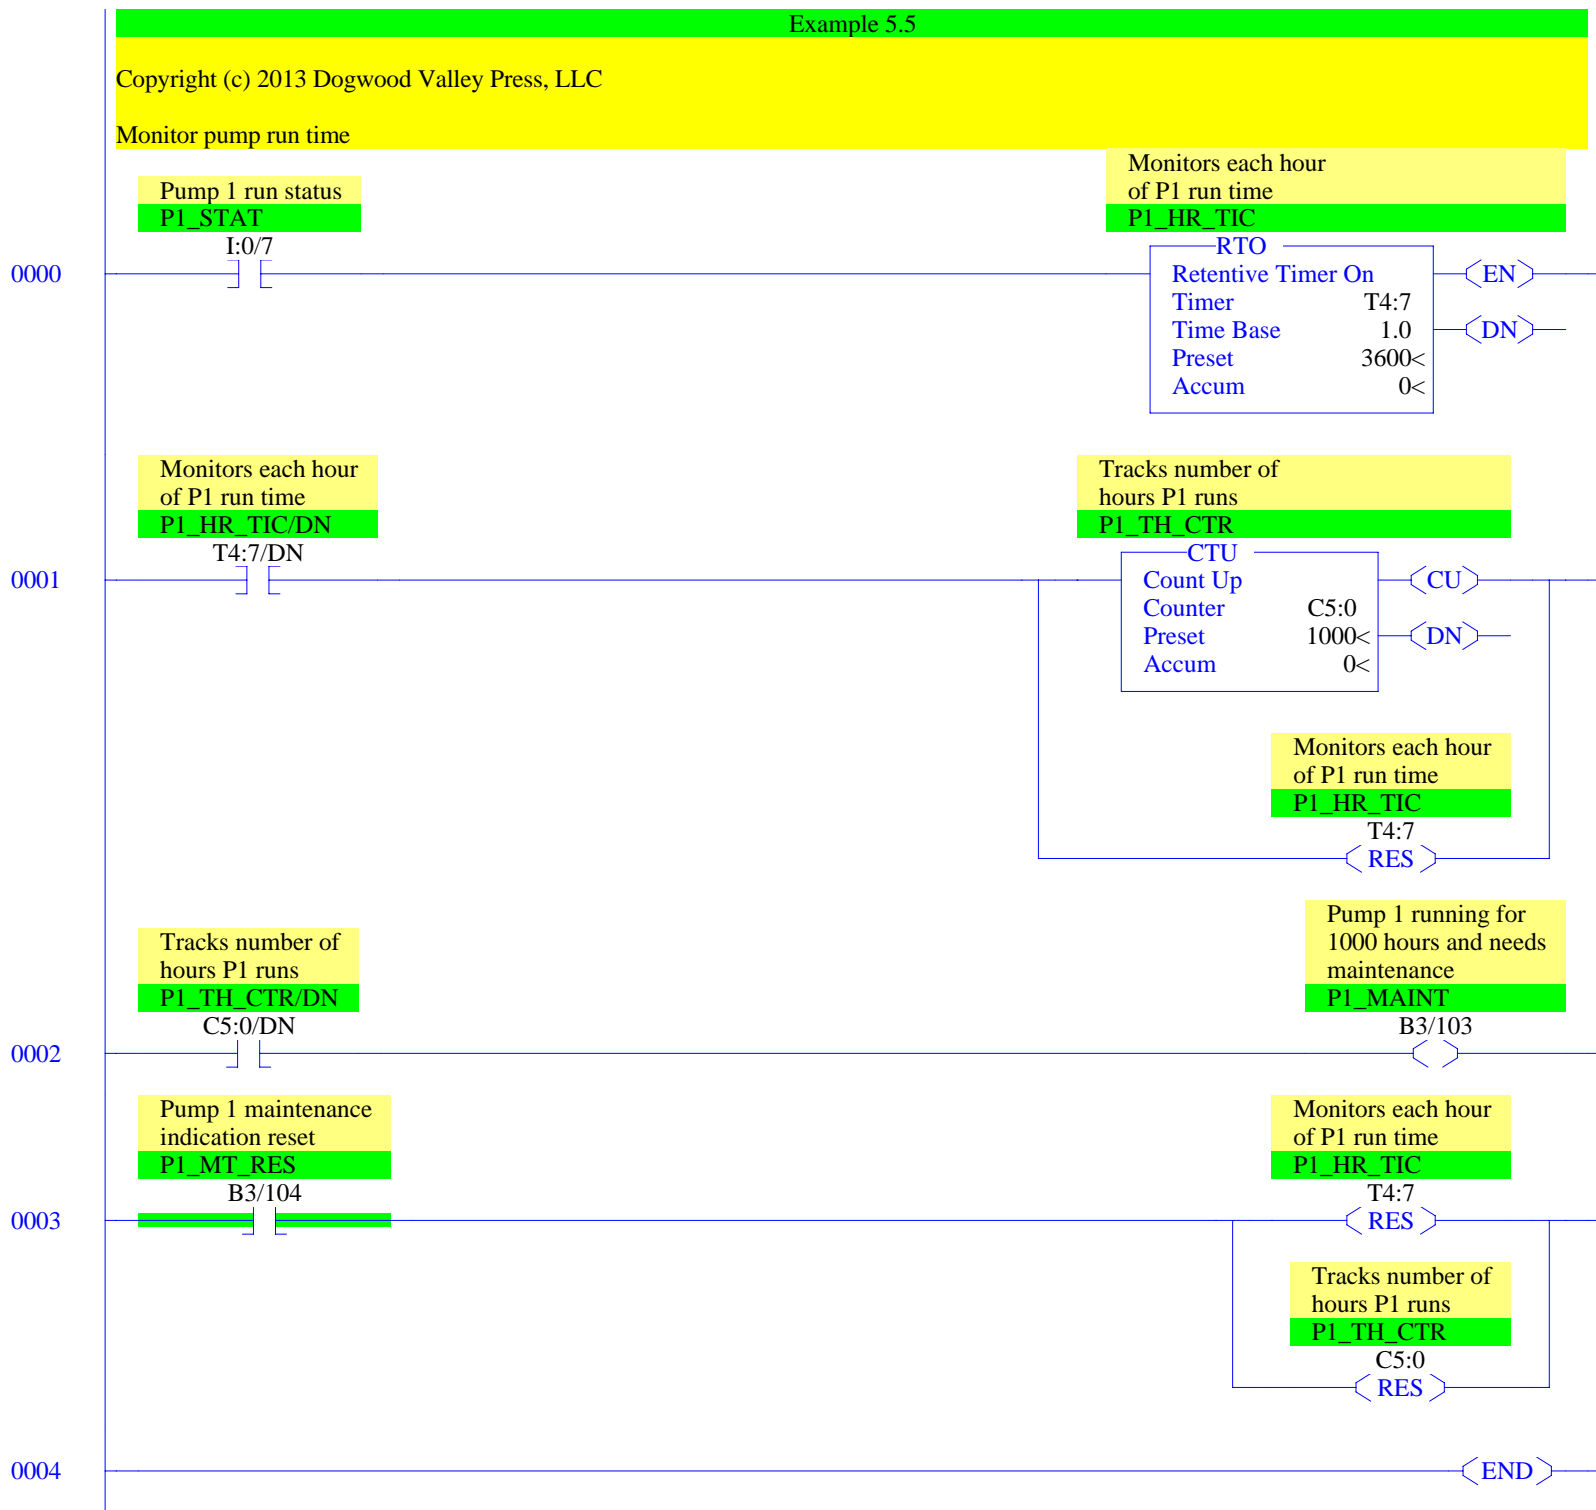 Example 5.5
Copyright (c) 2013 Dogwood Valley Press, LLC
Monitor pump run time
Pump 1 run status
P1_STAT
I:0/7
Monitors each hour
of P1 run time
P1_HR_TIC
0000
RTO
Retentive Timer On
Timer T4:7
Time Base 1.0
Preset 3600<
Accum 0<
EN
DN
Monitors each hour
of P1 run time
P1_HR_TIC/DN
T4:7/DN
Tracks number of
hours P1 runs
P1_TH_CTR
0001
CTU
Count Up
Counter C5:0
Preset 1000<
Accum 0<
CU
DN
Monitors each hour
of P1 run time
P1_HR_TIC
T4:7
RES
Tracks number of
hours P1 runs
P1_TH_CTR/DN
C5:0/DN
Pump 1 running for
1000 hours and needs
maintenance
P1_MAINT
B3/103
0002
Pump 1 maintenance
indication reset
P1_MT_RES
B3/104
Monitors each hour
of P1 run time
P1_HR_TIC
T4:7
0003
RES
Tracks number of
hours P1 runs
P1_TH_CTR
C5:0
RES
0004
END